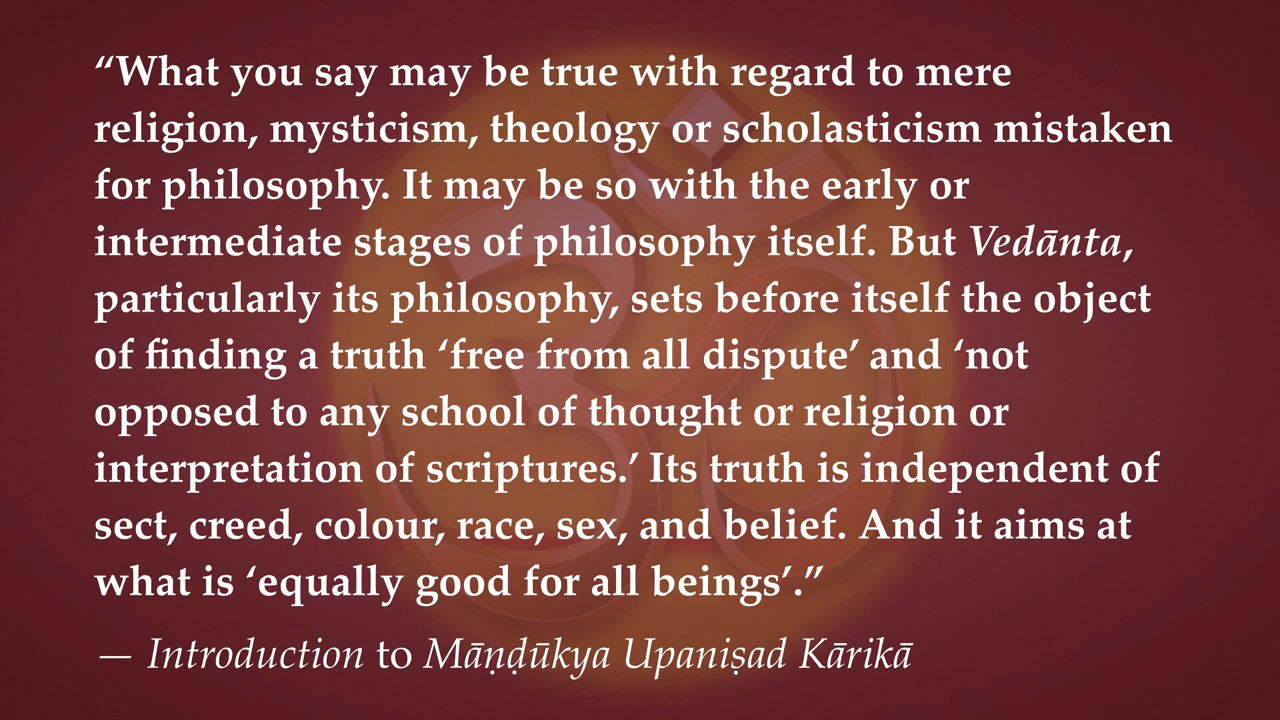 “What you say may be true with regard to mere
religion, mysticism, theology or scholasticism mistaken
for philosophy. It may be so with the early or
intermediate stages of philosophy itself. But Vedānta,
particularly its philosophy, sets before itself the object
of finding a truth ‘free from all dispute’ and ‘not
opposed to any school of thought or religion or
interpretation of scriptures.’ Its truth is independent of
sect, creed, colour, race, sex, and belief. And it aims at
what is ‘equally good for all beings’.”
— Introduction to Māṇḍūkya Upaniṣad Kārikā